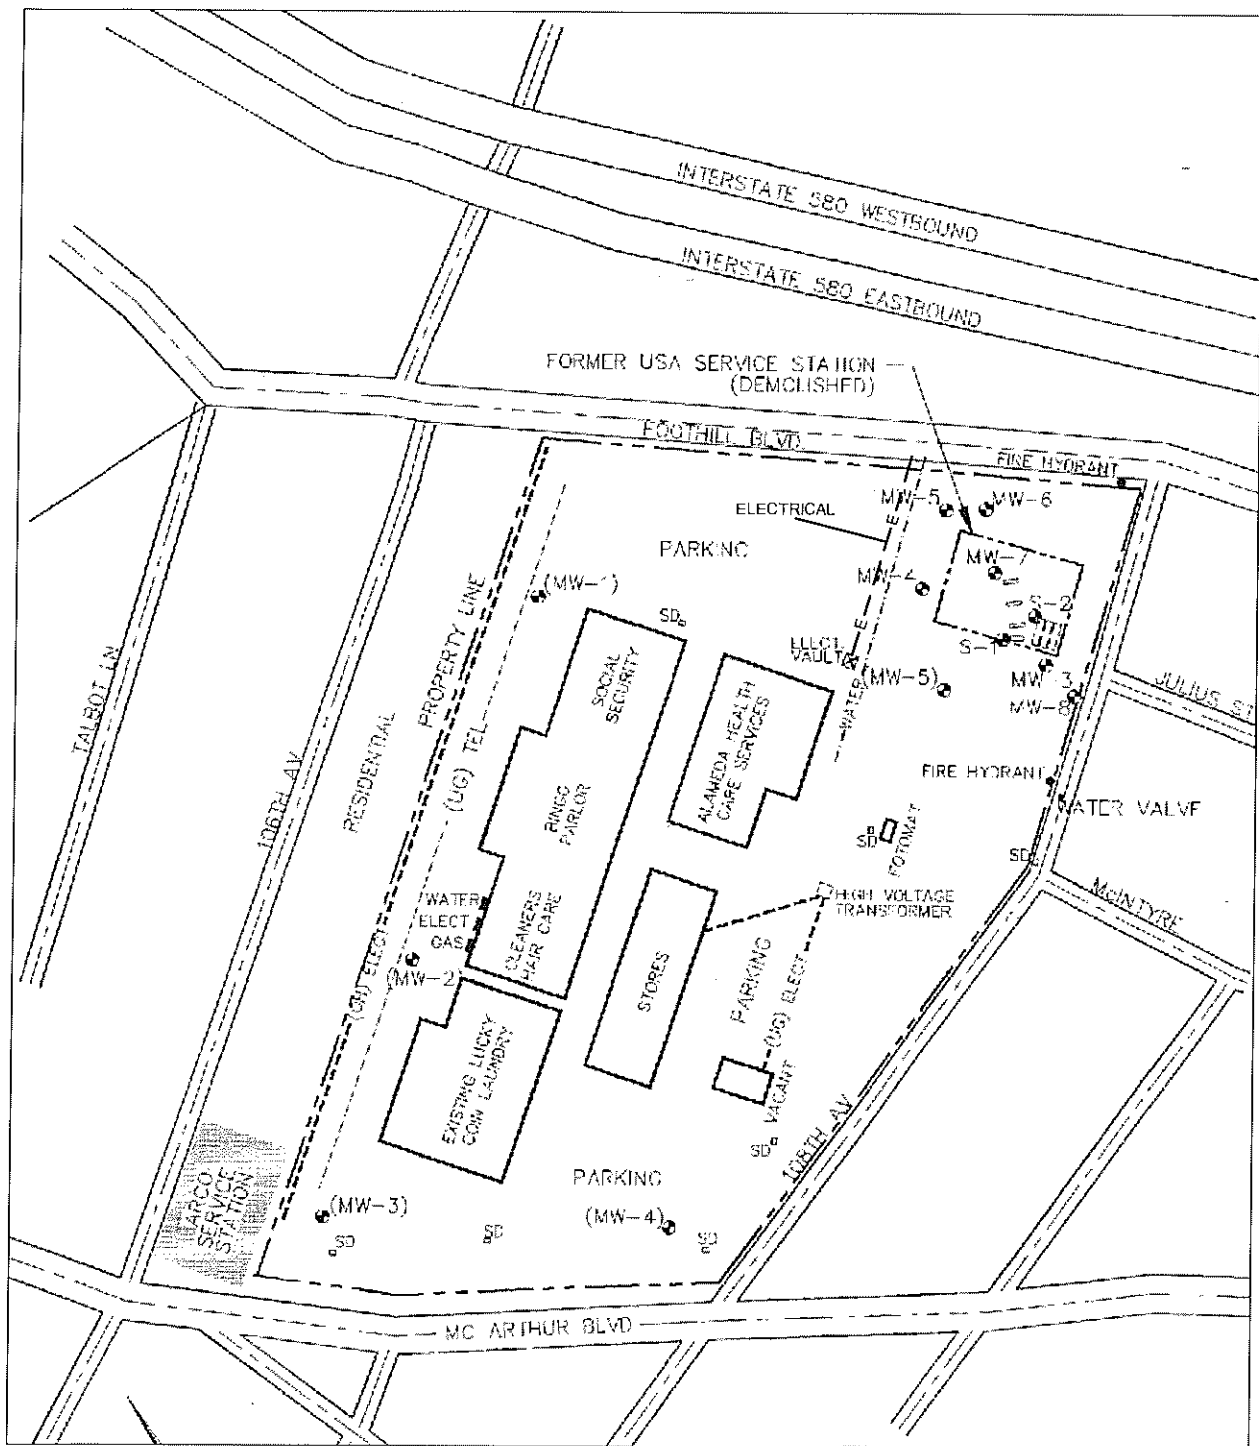 INTERSTATE 580 WESTBOUND
INTERSTATE 580 EASTBOUND
FORMER USA SERVICE STATION
(DEMOLISHED)
FOOTHILL BLVD
FIRE HYDRANT
MW-5
MW-6
ELECTRICAL
E
PARKING
MW-7
MW-4
(MW-1)
SD
S-2
E
S-1
ELECT
VAULT
(MW-5)
MW-3
MW-8
JULIUS ST
TALBOT LN
106TH AV
RESIDENTIAL
PROPERTY LINE
(UG) TEL
SOCIAL
SECURITY
ALAMEDA HEALTH
CARE SERVICES
WATER
FIRE HYDRANT
WATER VALVE
BINGO
PARLOR
SD
FOTOMAT
SD
McINTYRE
WATER
ELECT
GAS
CLEANERS
HAIR CARE
HIGH VOLTAGE
TRANSFORMER
(MW-2)
(OH) ELECT
STORES
PARKING
(UG) ELECT
EXISTING LUCKY
COIN LAUNDRY
VACANT
SD
108TH AV
ARCO
SERVICE
STATION
PARKING
(MW-3)
(MW-4)
SD
SD
SD
MC ARTHUR BLVD